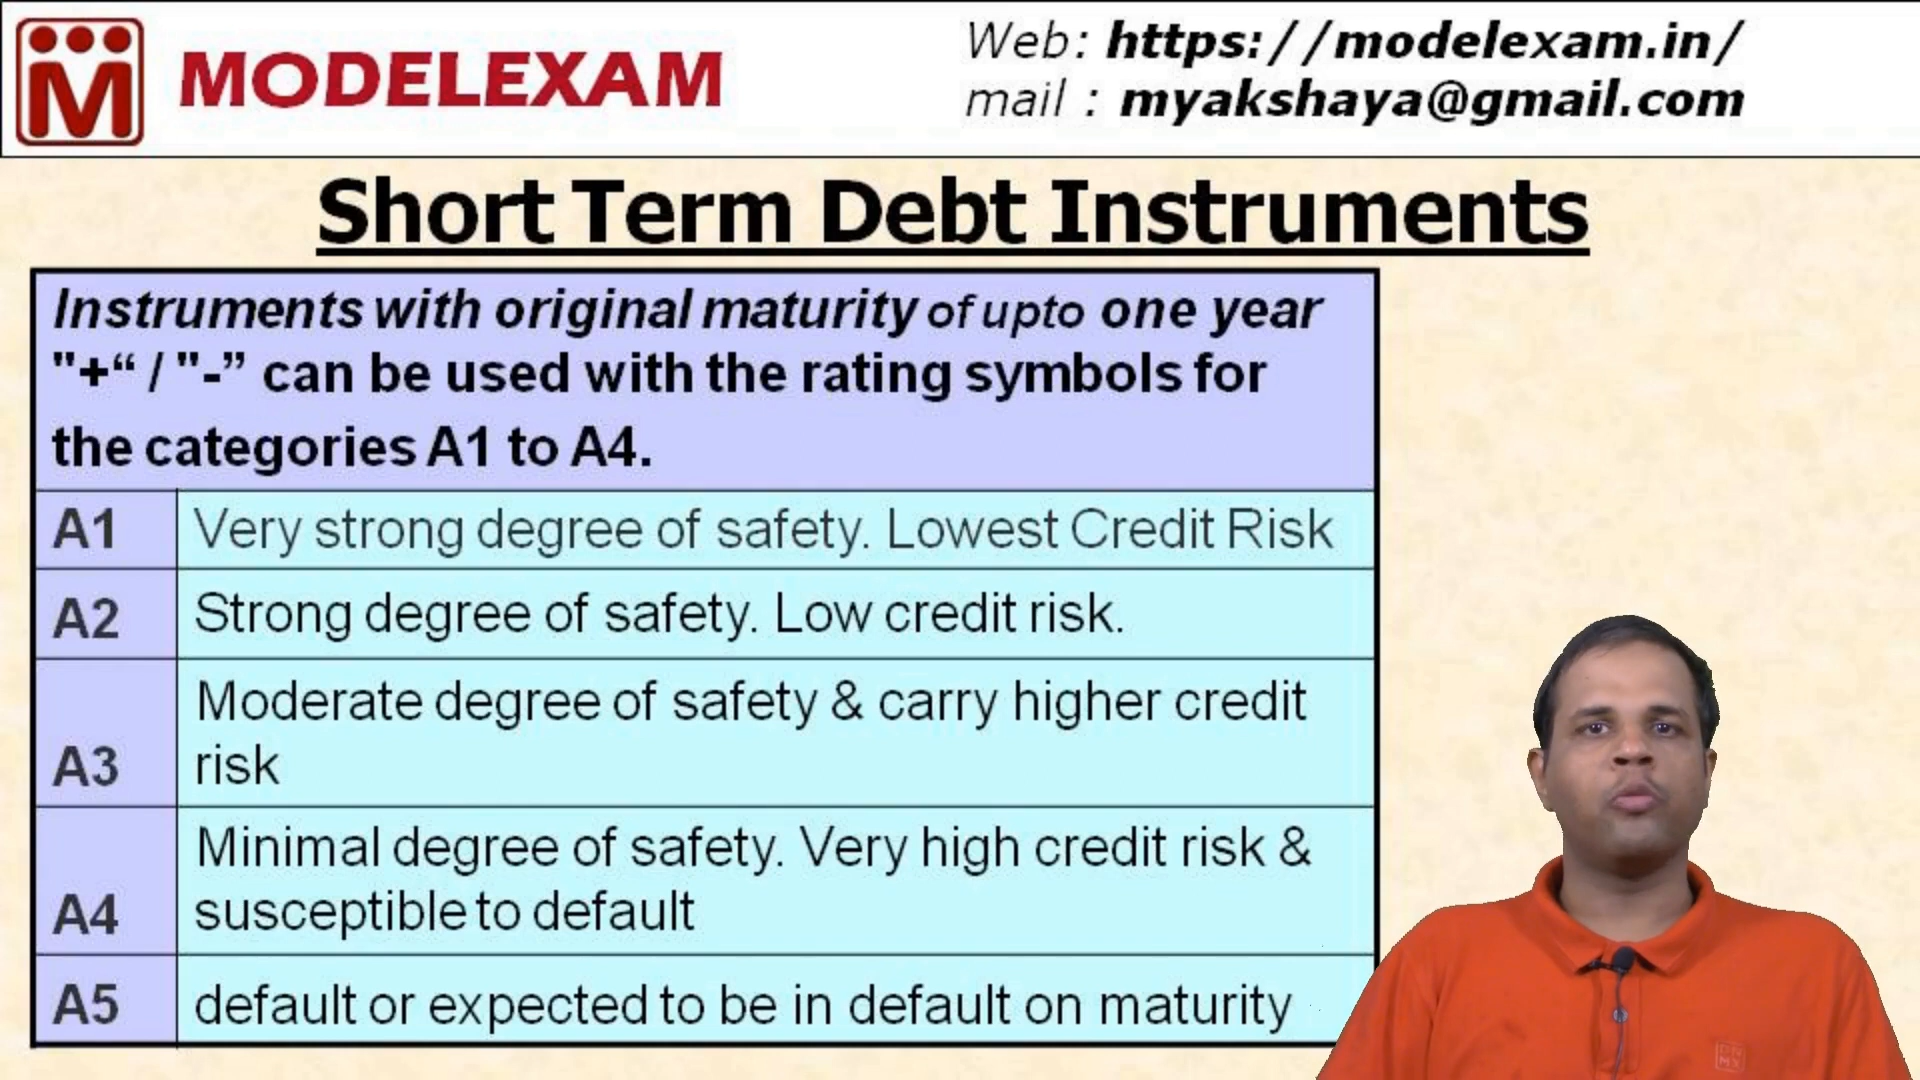 M MODELEXAM
Web: https://modelexam.in/
mail : myakshaya@gmail.com
Short Term Debt Instruments
Instruments with original maturity of upto one year
"+“ / "-” can be used with the rating symbols for
the categories A1 to A4.
A1 Very strong degree of safety. Lowest Credit Risk
A2 Strong degree of safety. Low credit risk.
Moderate degree of safety & carry higher credit
A3 risk
Minimal degree of safety. Very high credit risk &
A4 susceptible to default
A5 default or expected to be in default on maturity